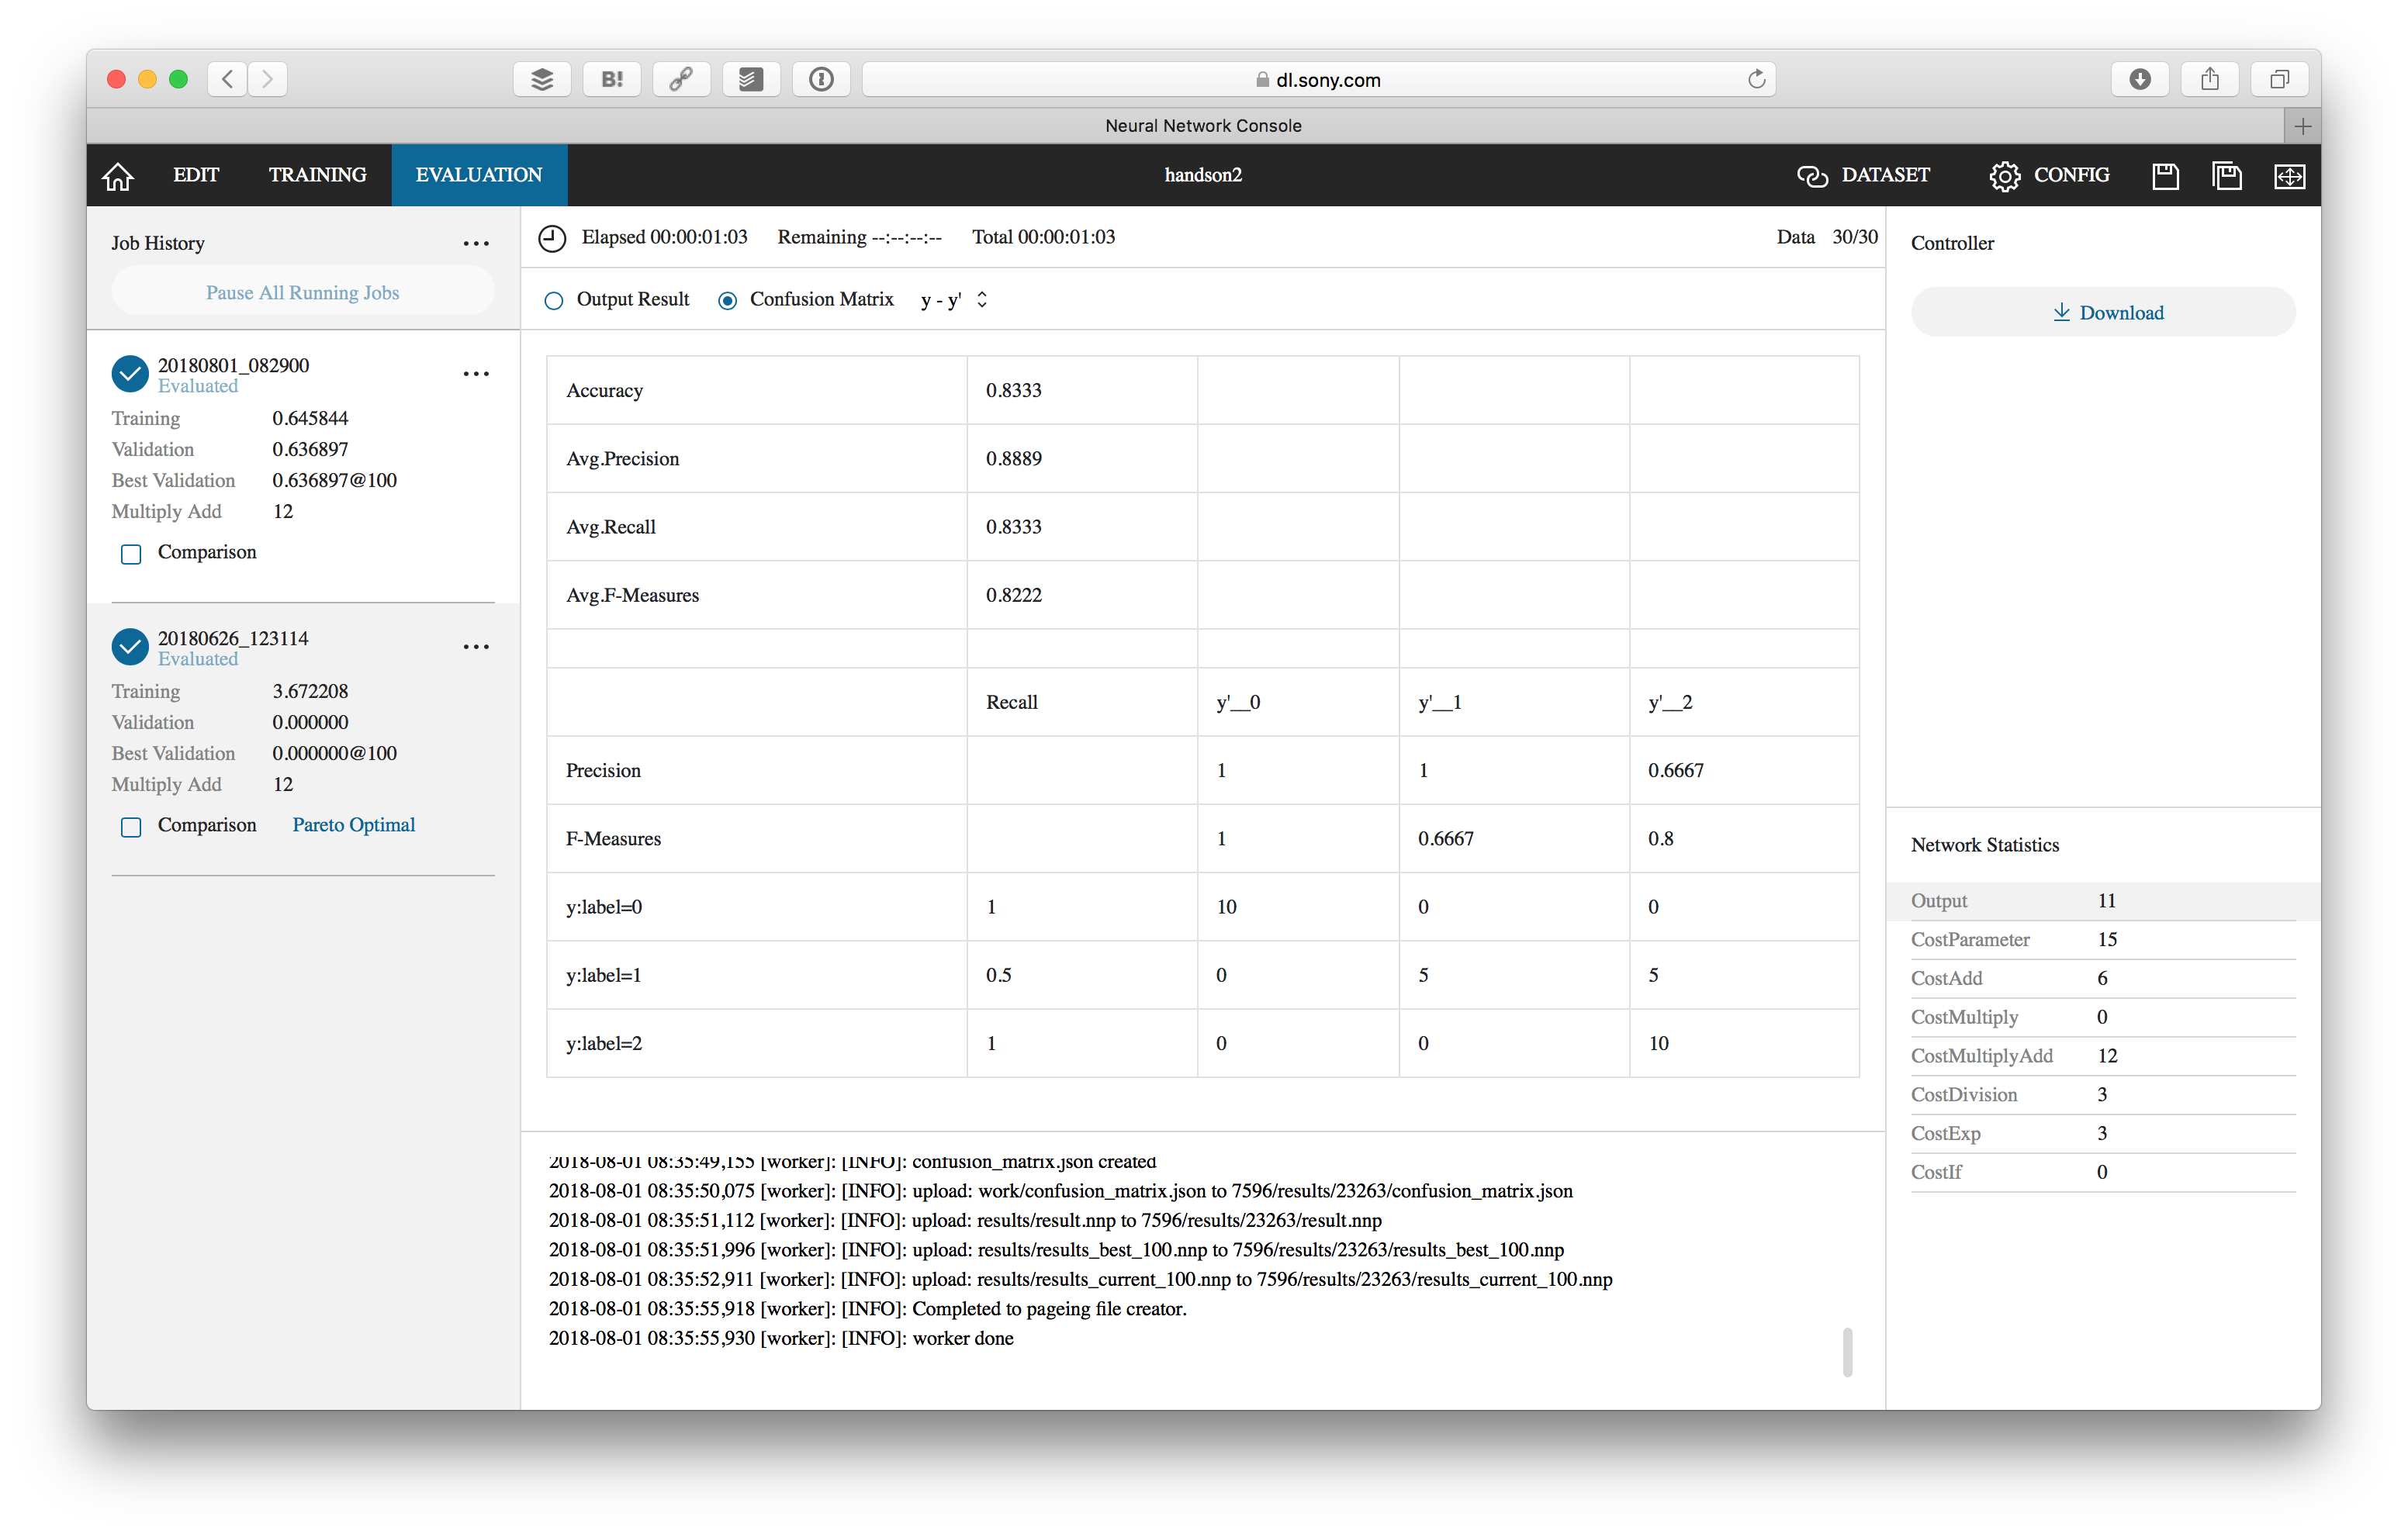 B!
dl.sony.com
Neural Network Console
EDIT TRAINING EVALUATION handson2 DATASET CONFIG
Job History
Pause All Running Jobs
20180801_082900
Evaluated
Training 0.645844
Validation 0.636897
Best Validation 0.636897@100
Multiply Add 12
Comparison
20180626_123114
Evaluated
Training 3.672208
Validation 0.000000
Best Validation 0.000000@100
Multiply Add 12
Comparison Pareto Optimal
Elapsed 00:00:01:03 Remaining --:--:--:-- Total 00:00:01:03 Data 30/30
Output Result Confusion Matrix y - y'
Accuracy 0.8333
Avg.Precision 0.8889
Avg.Recall 0.8333
Avg.F-Measures 0.8222
Recall y'__0 y'__1 y'__2
Precision 1 1 0.6667
F-Measures 1 0.6667 0.8
y:label=0 1 10 0 0
y:label=1 0.5 0 5 5
y:label=2 1 0 0 10
2018-08-01 08:35:49,155 [worker]: [INFO]: confusion_matrix.json created
2018-08-01 08:35:50,075 [worker]: [INFO]: upload: work/confusion_matrix.json to 7596/results/23263/confusion_matrix.json
2018-08-01 08:35:51,112 [worker]: [INFO]: upload: results/result.nnp to 7596/results/23263/result.nnp
2018-08-01 08:35:51,996 [worker]: [INFO]: upload: results/results_best_100.nnp to 7596/results/23263/results_best_100.nnp
2018-08-01 08:35:52,911 [worker]: [INFO]: upload: results/results_current_100.nnp to 7596/results/23263/results_current_100.nnp
2018-08-01 08:35:55,918 [worker]: [INFO]: Completed to pageing file creator.
2018-08-01 08:35:55,930 [worker]: [INFO]: worker done
Controller
Download
Network Statistics
Output 11
CostParameter 15
CostAdd 6
CostMultiply 0
CostMultiplyAdd 12
CostDivision 3
CostExp 3
CostIf 0